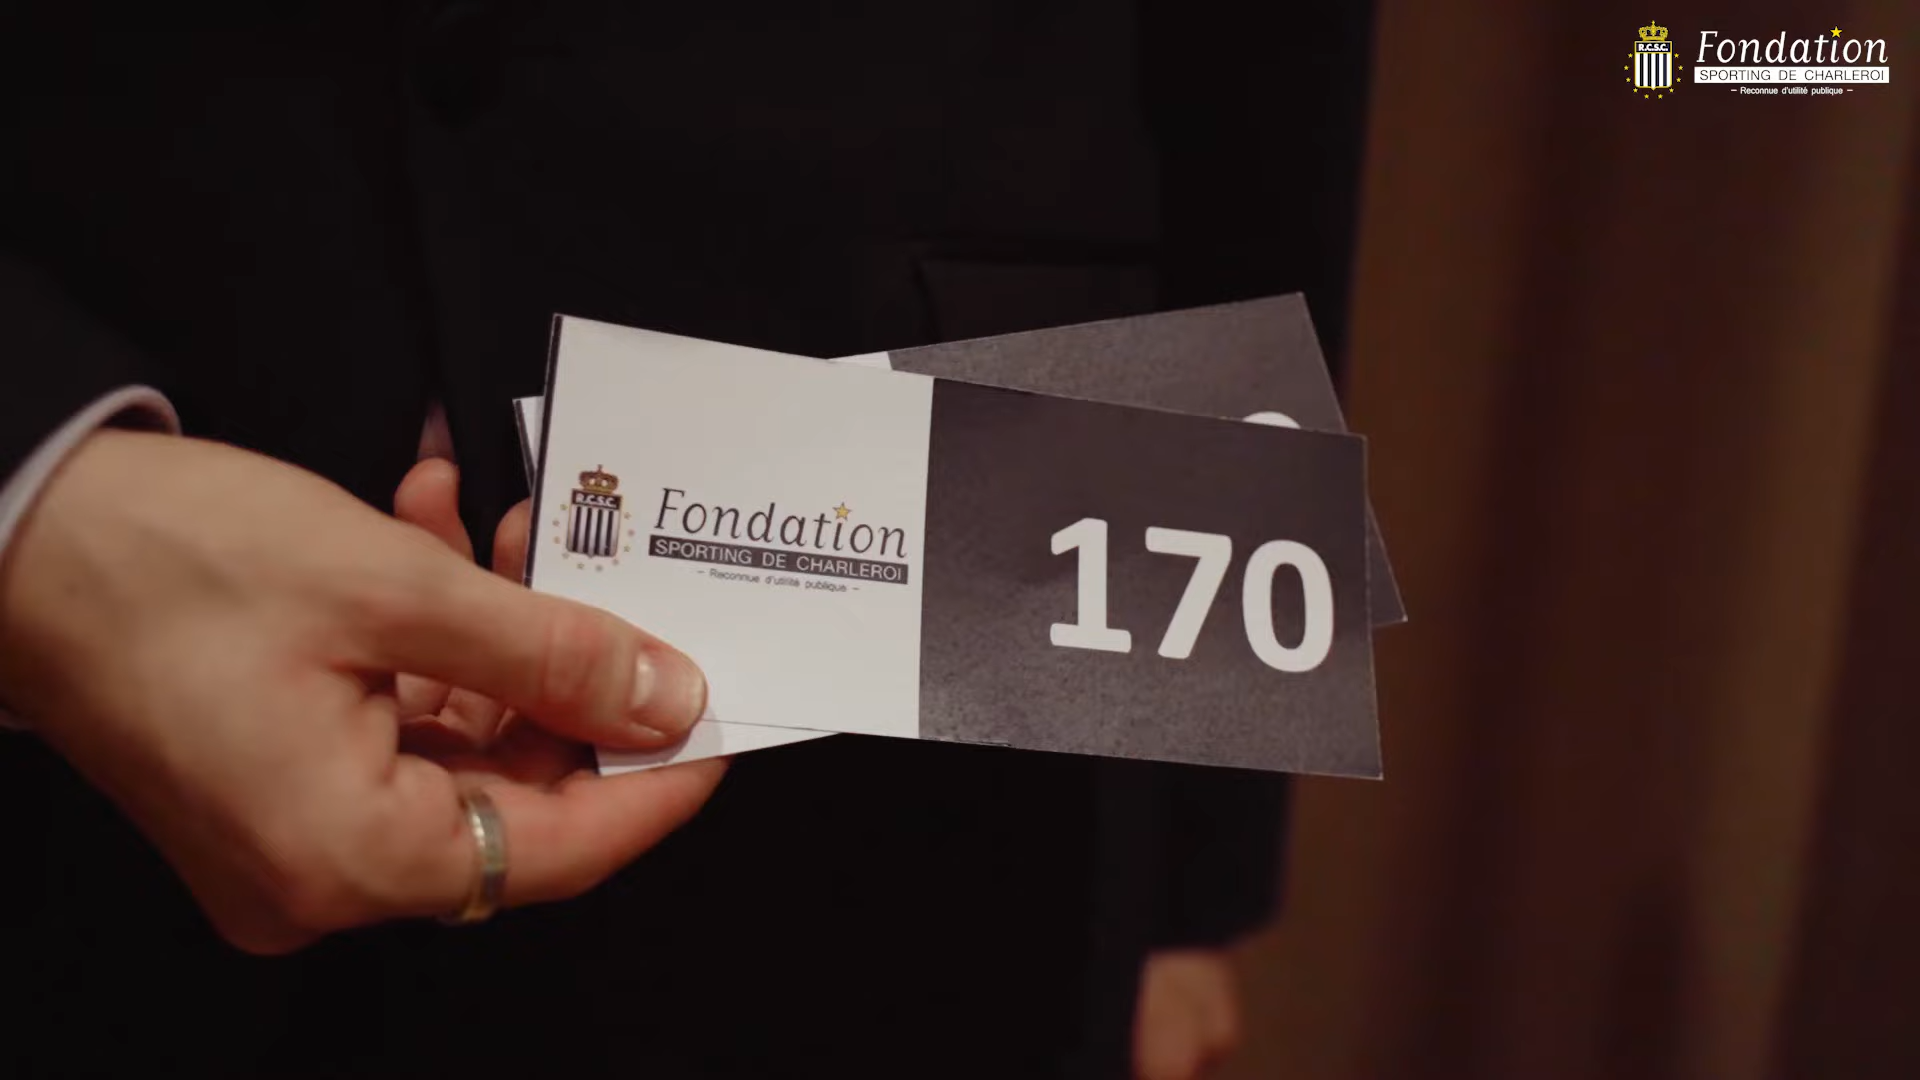 R.C.S.C.
Fondation
SPORTING DE CHARLEROI
– Reconnue d'utilité publique –
R.C.S.C.
Fondation
SPORTING DE CHARLEROI
– Reconnue d'utilité publique –
170